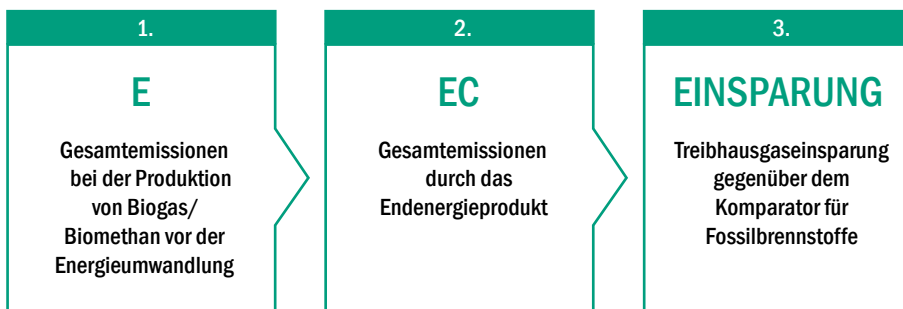 1.
E
Gesamtemissionen
bei der Produktion
von Biogas/
Biomethan vor der
Energieumwandlung
2.
EC
Gesamtemissionen
durch das
Endenergieprodukt
3.
EINSPARUNG
Treibhausgaseinsparung
gegenüber dem
Komparator für
Fossilbrennstoffe